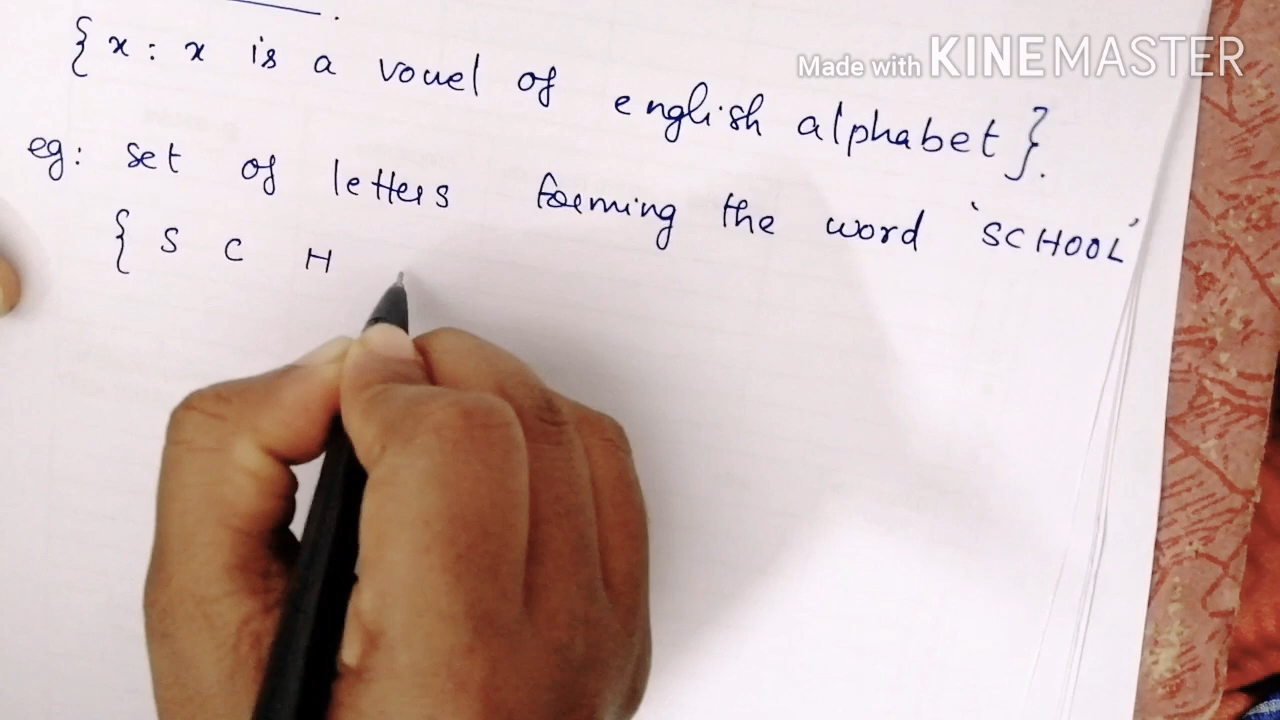 Made with KINEMASTER
{ x : x is a vowel of english alphabet }.
eg: set of letters forming the word 'SCHOOL'
{ S C H